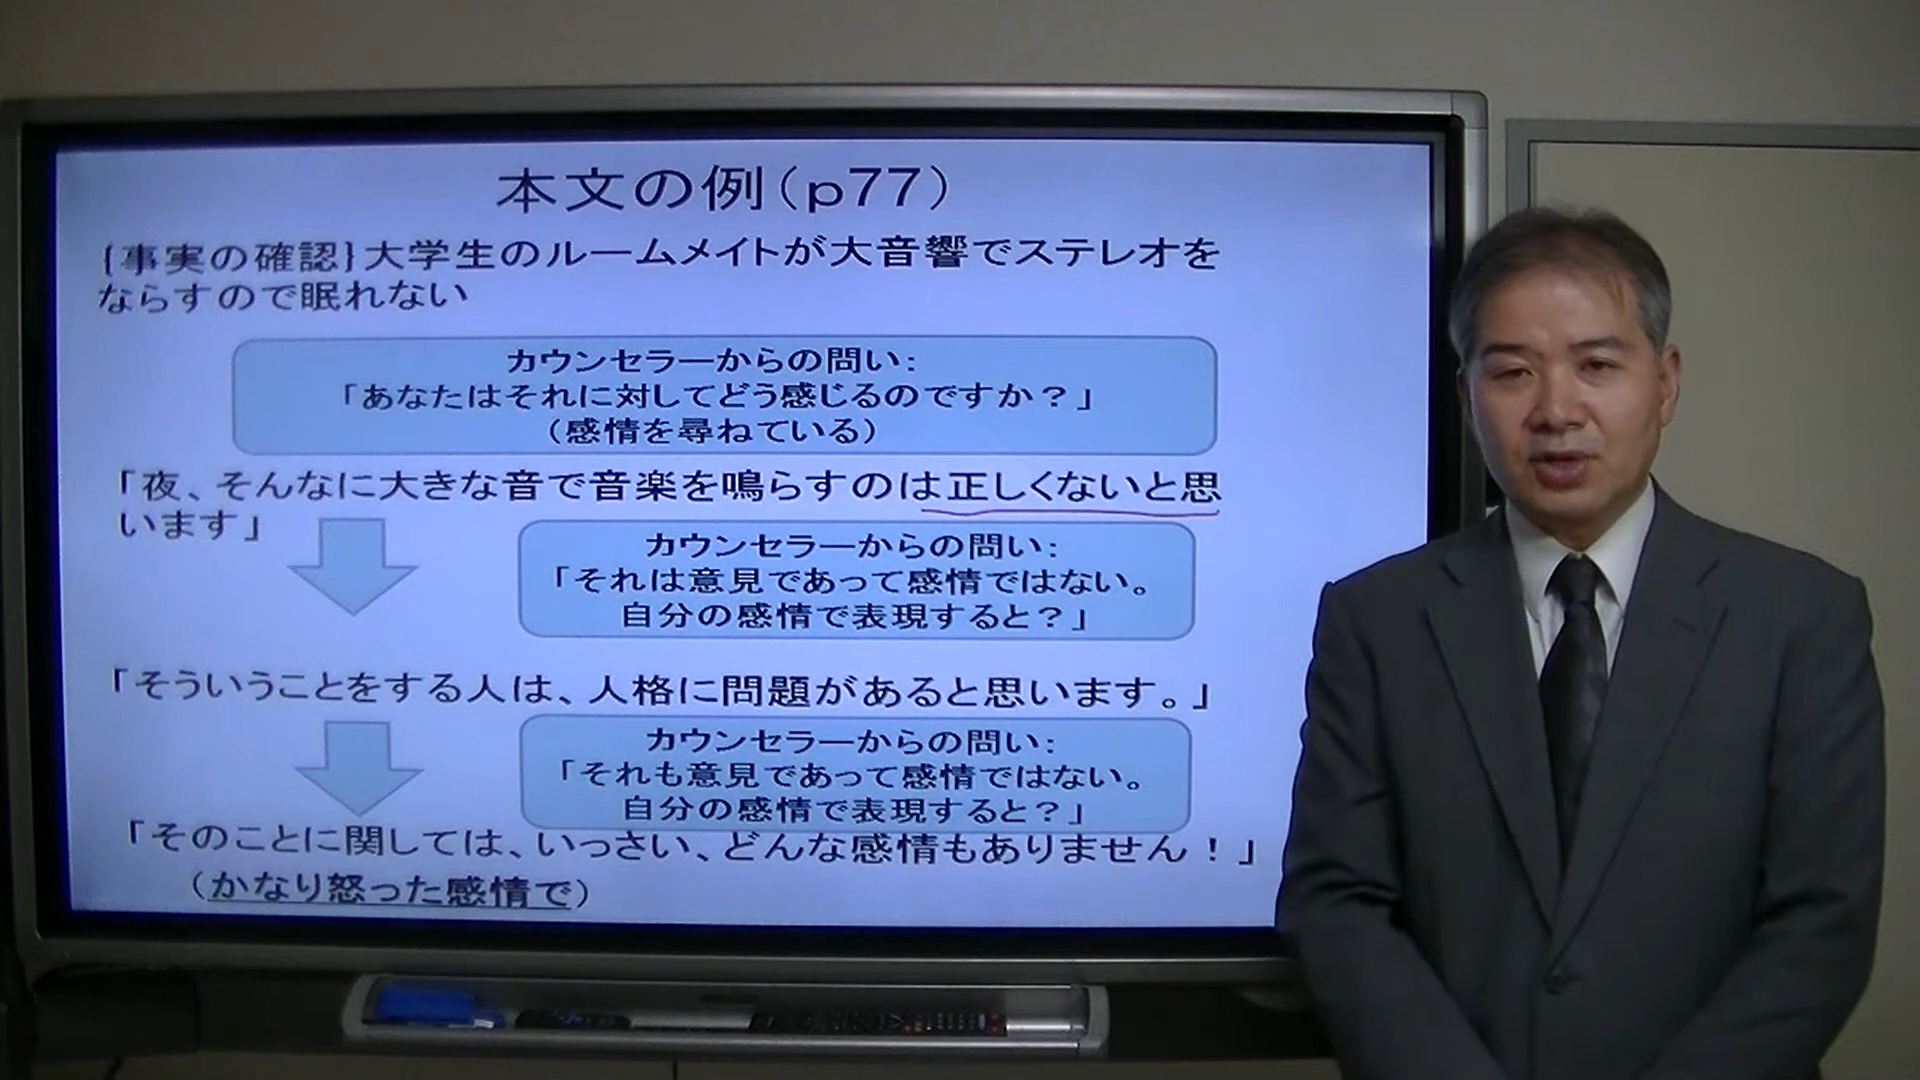 本文の例（p77）
{事実の確認}大学生のルームメイトが大音響でステレオを
ならすので眠れない
カウンセラーからの問い：
「あなたはそれに対してどう感じるのですか？」
（感情を尋ねている）
「夜、そんなに大きな音で音楽を鳴らすのは正しくないと思
います」
カウンセラーからの問い：
「それは意見であって感情ではない。
自分の感情で表現すると？」
「そういうことをする人は、人格に問題があると思います。」
カウンセラーからの問い：
「それも意見であって感情ではない。
自分の感情で表現すると？」
「そのことに関しては、いっさい、どんな感情もありません！」
（かなり怒った感情で）